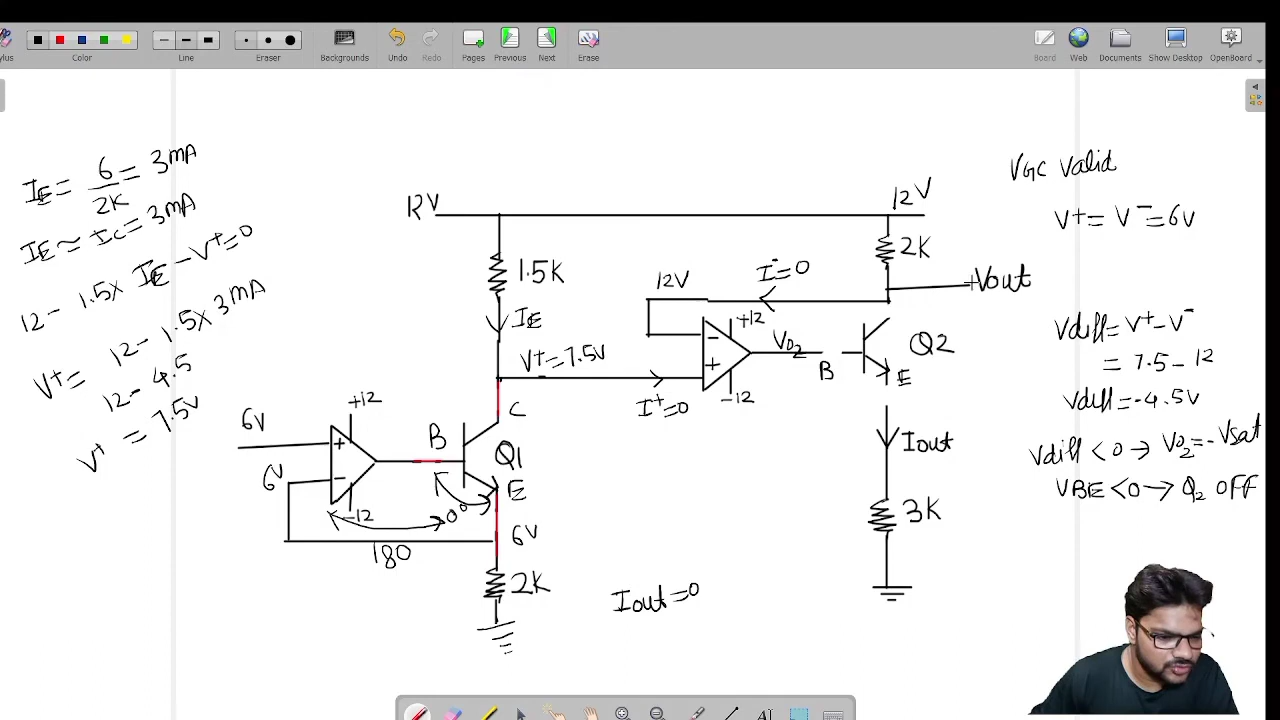 Stylus
Color
Line
Eraser
Backgrounds
Undo
Redo
Pages
Previous
Next
Erase
Board
Web
Documents
Show Desktop
OpenBoard
IE = 6/2K = 3mA
IE ≈ IC = 3mA
12 - 1.5 x IE - V+ = 0
V+ = 12 - 1.5 x 3mA
12 - 4.5
V+ = 7.5V
12V
12V
1.5K
IE
V+ = 7.5V
C
6V
+
6V
-
+12
-12
B
Q1
E
0°
180
6V
2K
12V
I- = 0
2K
+Vout
+12
-
+
-12
VO2
I+ = 0
B
Q2
E
Iout
3K
Iout = 0
VGC Valid
V+ = V- = 6V
Vdiff = V+ - V-
= 7.5 - 12
Vdiff = -4.5V
Vdiff < 0 → VO2 = -Vsat
VBE < 0 → Q2 OFF